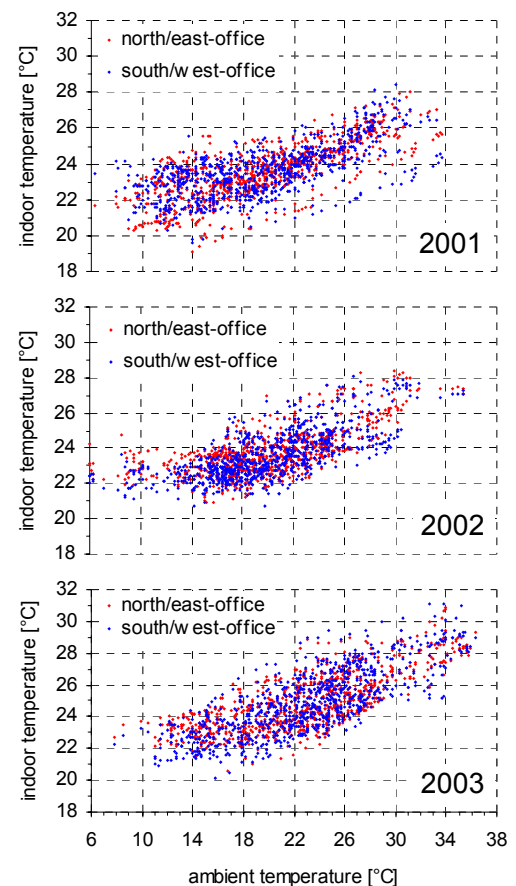 32
30
28
26
24
22
20
18
indoor temperature [°C]
north/east-office
south/west-office
2001
32
30
28
26
24
22
20
18
indoor temperature [°C]
north/east-office
south/west-office
2002
32
30
28
26
24
22
20
18
indoor temperature [°C]
north/east-office
south/west-office
2003
6 10 14 18 22 26 30 34 38
ambient temperature [°C]